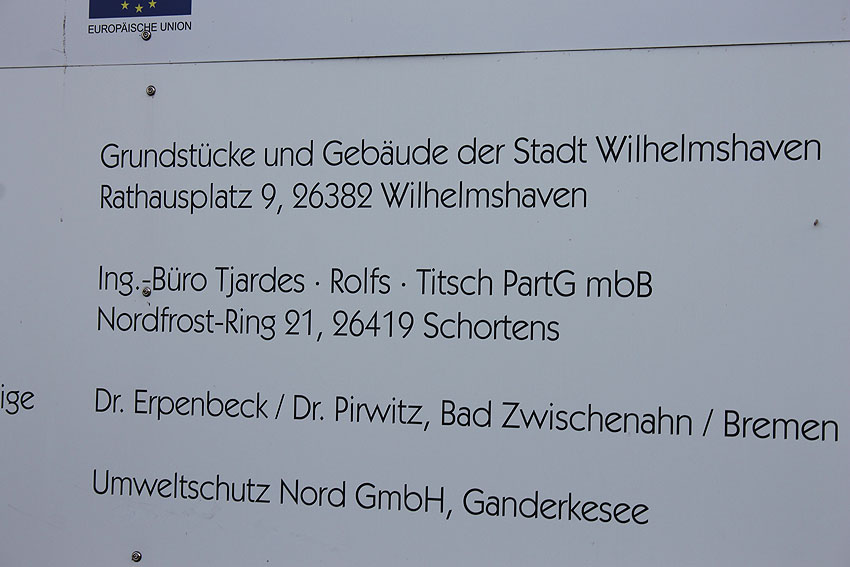 EUROPÄISCHE UNION
Grundstücke und Gebäude der Stadt Wilhelmshaven
Rathausplatz 9, 26382 Wilhelmshaven
Ing.-Büro Tjardes · Rolfs · Titsch PartG mbB
Nordfrost-Ring 21, 26419 Schortens
ige
Dr. Erpenbeck / Dr. Pirwitz, Bad Zwischenahn / Bremen
Umweltschutz Nord GmbH, Ganderkesee